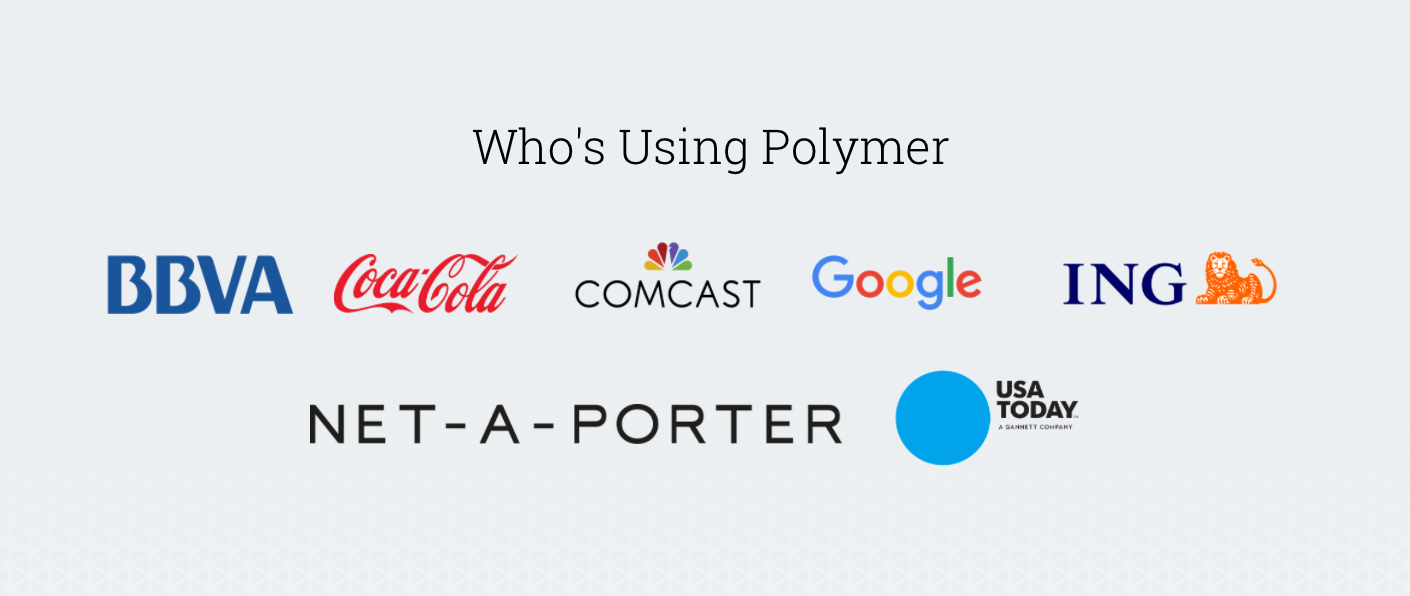 Who's Using Polymer
BBVA
Coca-Cola
COMCAST
Google
ING
NET-A-PORTER
USA
TODAY
A GANNETT COMPANY